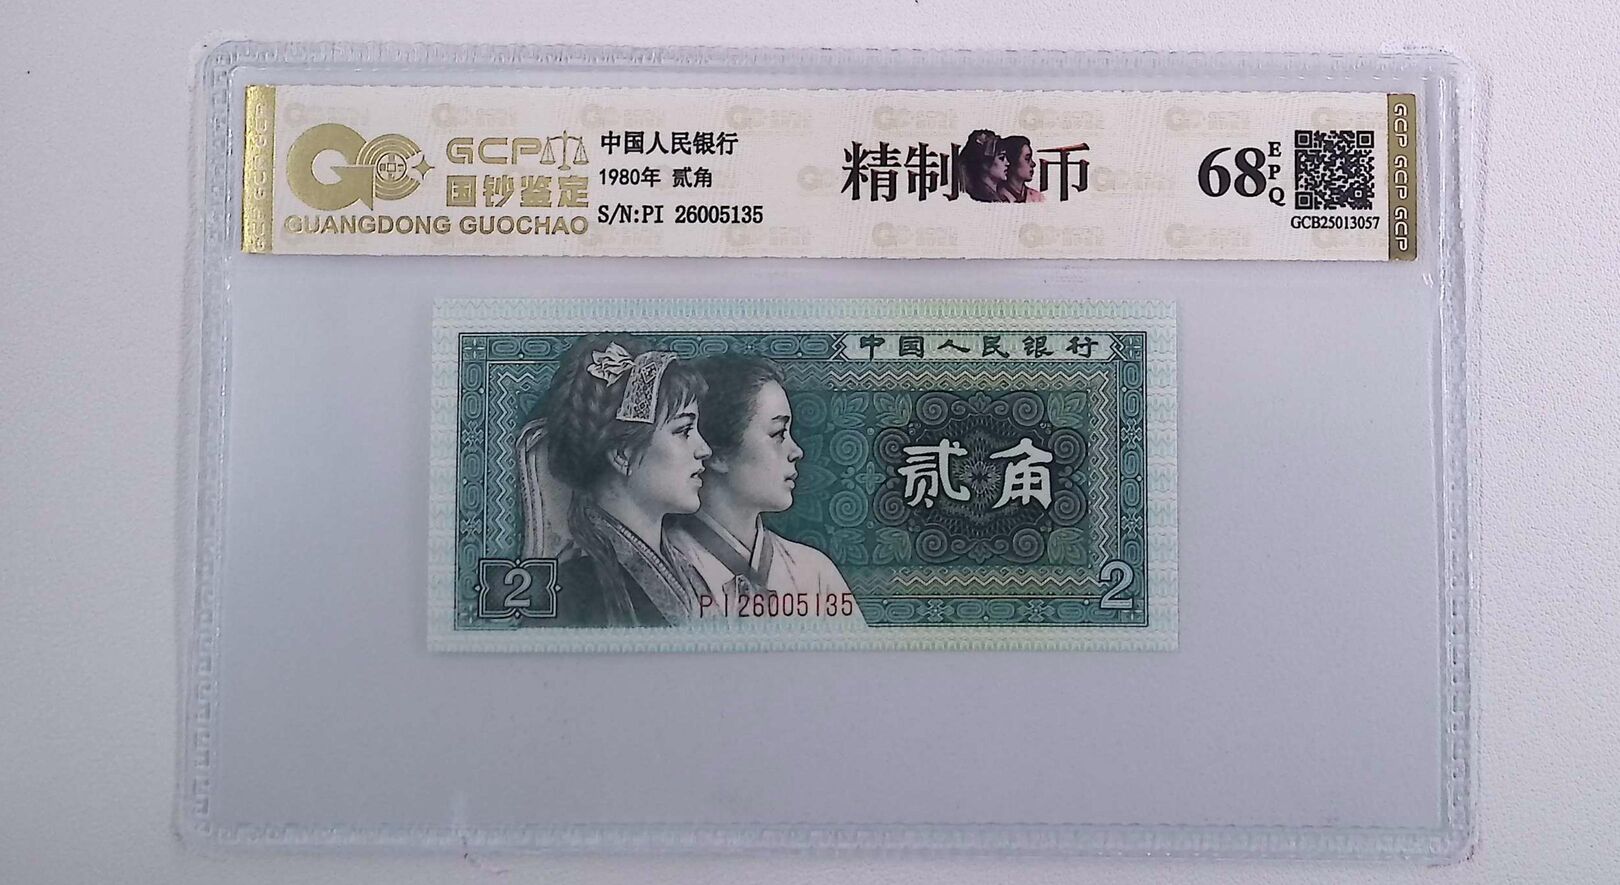 GCP
国钞鉴定
GUANGDONG GUOCHAO
中国人民银行
1980年 贰角
S/N:PI 26005135
精制币
68
EPQ
GCB25013057
GCP GCP GCP
中国人民银行
贰角
2
PI26005135
2